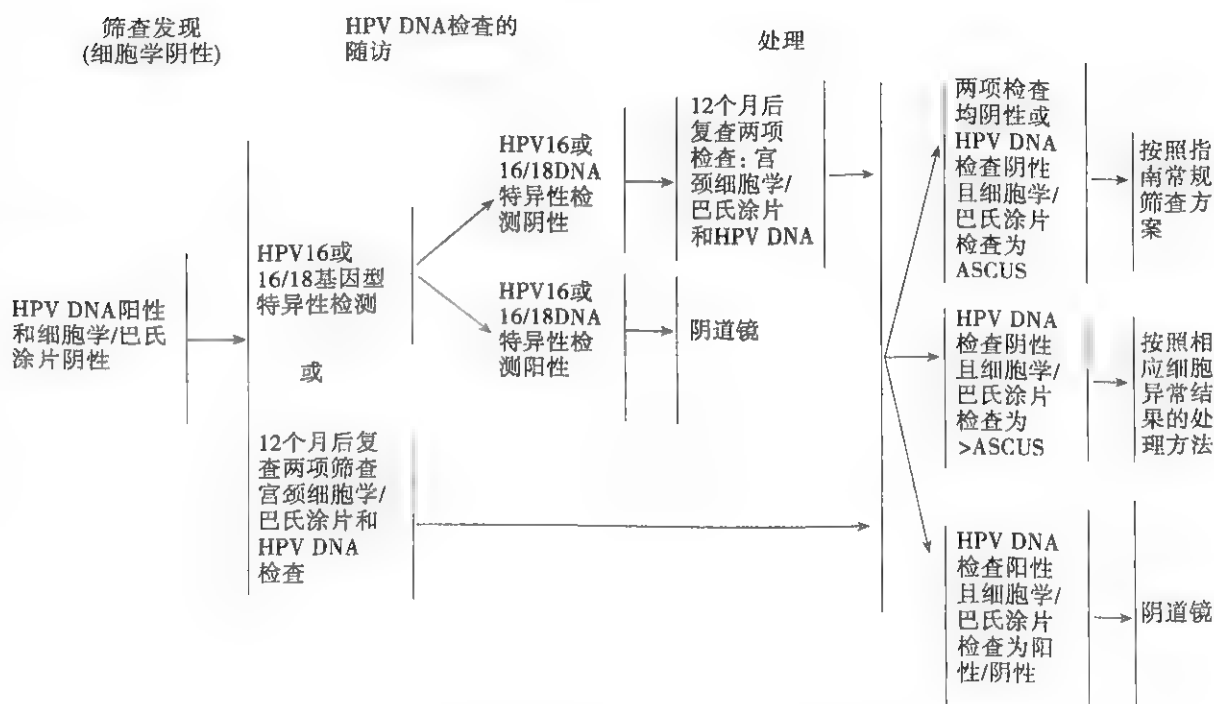 筛查发现
(细胞学阴性)
HPV DNA检查的
随访
处理
HPV DNA阳性
和细胞学/巴氏
涂片阴性
HPV16或
16/18基因型
特异性检测
或
12个月后复
查两项筛查
宫颈细胞学/
巴氏涂片和
HPV DNA
检查
HPV16或
16/18DNA
特异性检
测阴性
HPV16或
16/18DNA
特异性检
测阳性
12个月后
复查两项
检查：宫
颈细胞学/
巴氏涂片
和HPV DNA
阴道镜
两项检查
均阴性或
HPV DNA
检查阴性
且细胞学/
巴氏涂片
检查为
ASCUS
按照指
南常规
筛查方
案
HPV DNA
检查阴性
且细胞学/
巴氏涂片
检查为
>ASCUS
按照相
应细胞
异常结
果的处
理方法
HPV DNA
检查阳性
且细胞学/
巴氏涂片
检查为阳
性/阴性
阴道镜